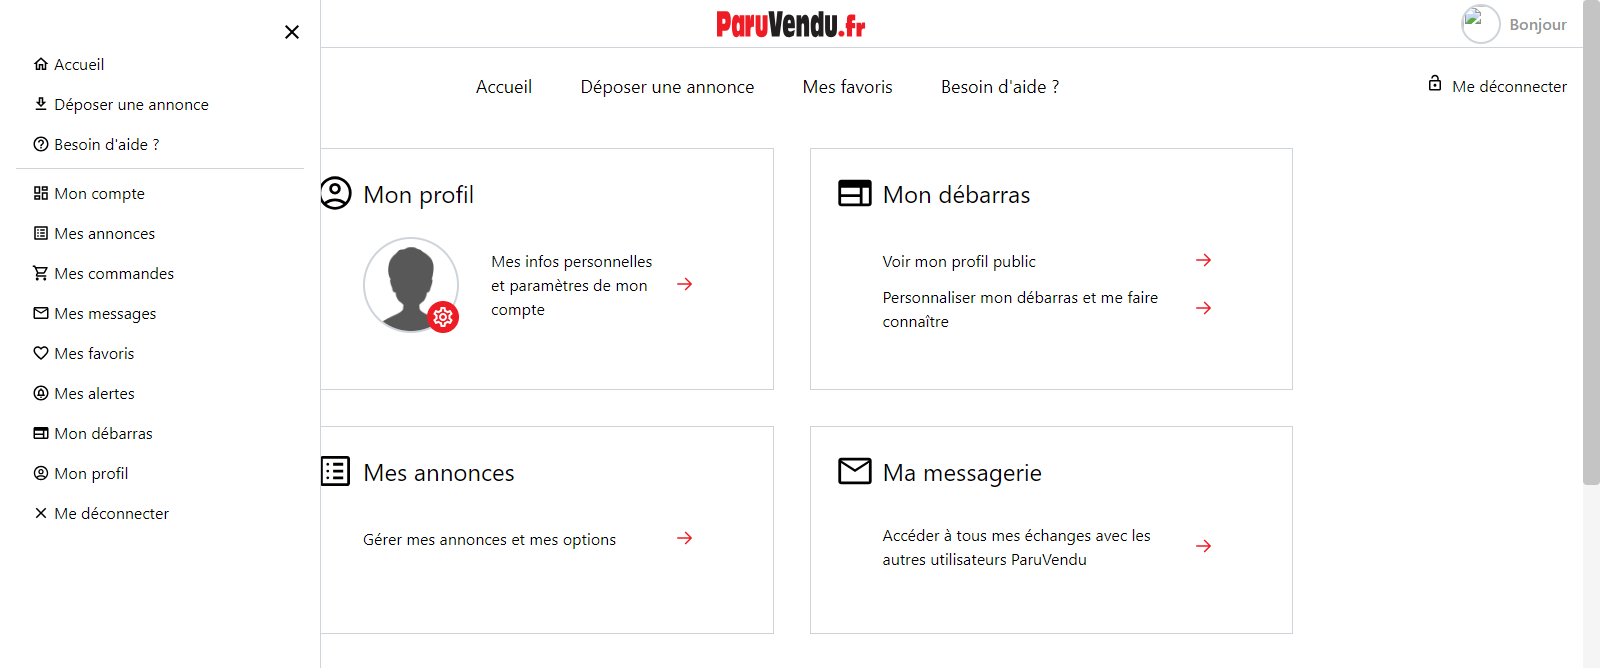 Accueil
Déposer une annonce
Besoin d'aide ?
Mon compte
Mes annonces
Mes commandes
Mes messages
Mes favoris
Mes alertes
Mon débarras
Mon profil
Me déconnecter
ParuVendu.fr
Bonjour
Accueil
Déposer une annonce
Mes favoris
Besoin d'aide ?
Me déconnecter
Mon profil
Mes infos personnelles
et paramètres de mon
compte
Mon débarras
Voir mon profil public
Personnaliser mon débarras et me faire
connaître
Mes annonces
Gérer mes annonces et mes options
Ma messagerie
Accéder à tous mes échanges avec les
autres utilisateurs ParuVendu